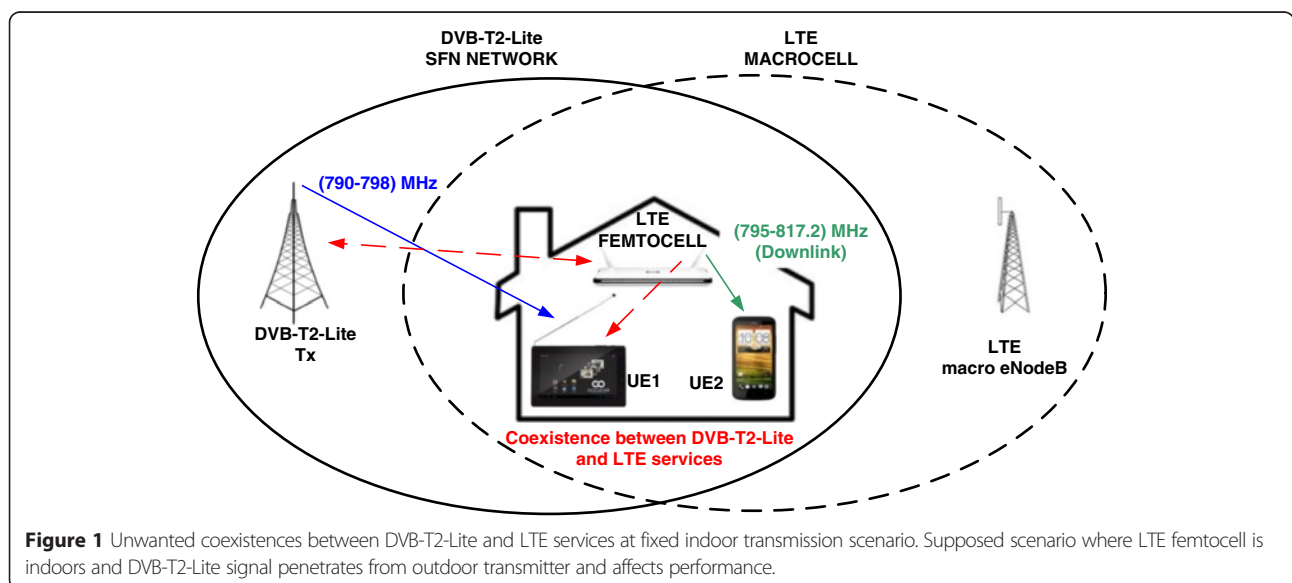 DVB-T2-Lite
SFN NETWORK
LTE
MACROCELL
(790-798) MHz
LTE
FEMTOCELL
(795-817.2) MHz
(Downlink)
DVB-T2-Lite
Tx
UE1
UE2
LTE
macro eNodeB
Coexistence between DVB-T2-Lite
and LTE services
Figure 1 Unwanted coexistences between DVB-T2-Lite and LTE services at fixed indoor transmission scenario. Supposed scenario where LTE femtocell is
indoors and DVB-T2-Lite signal penetrates from outdoor transmitter and affects performance.